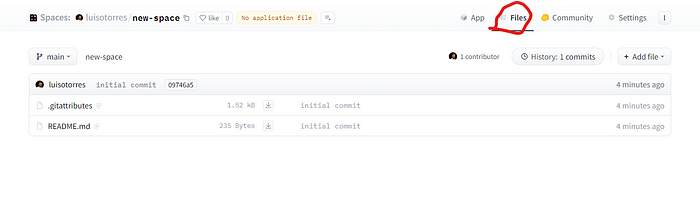 Spaces: luisotorres/new-space like 0 No application file App Files Community Settings
main new-space 1 contributor History: 1 commits + Add file
luisotorres initial commit 09746a5 4 minutes ago
.gitattributes 1.52 kB initial commit 4 minutes ago
README.md 235 Bytes initial commit 4 minutes ago